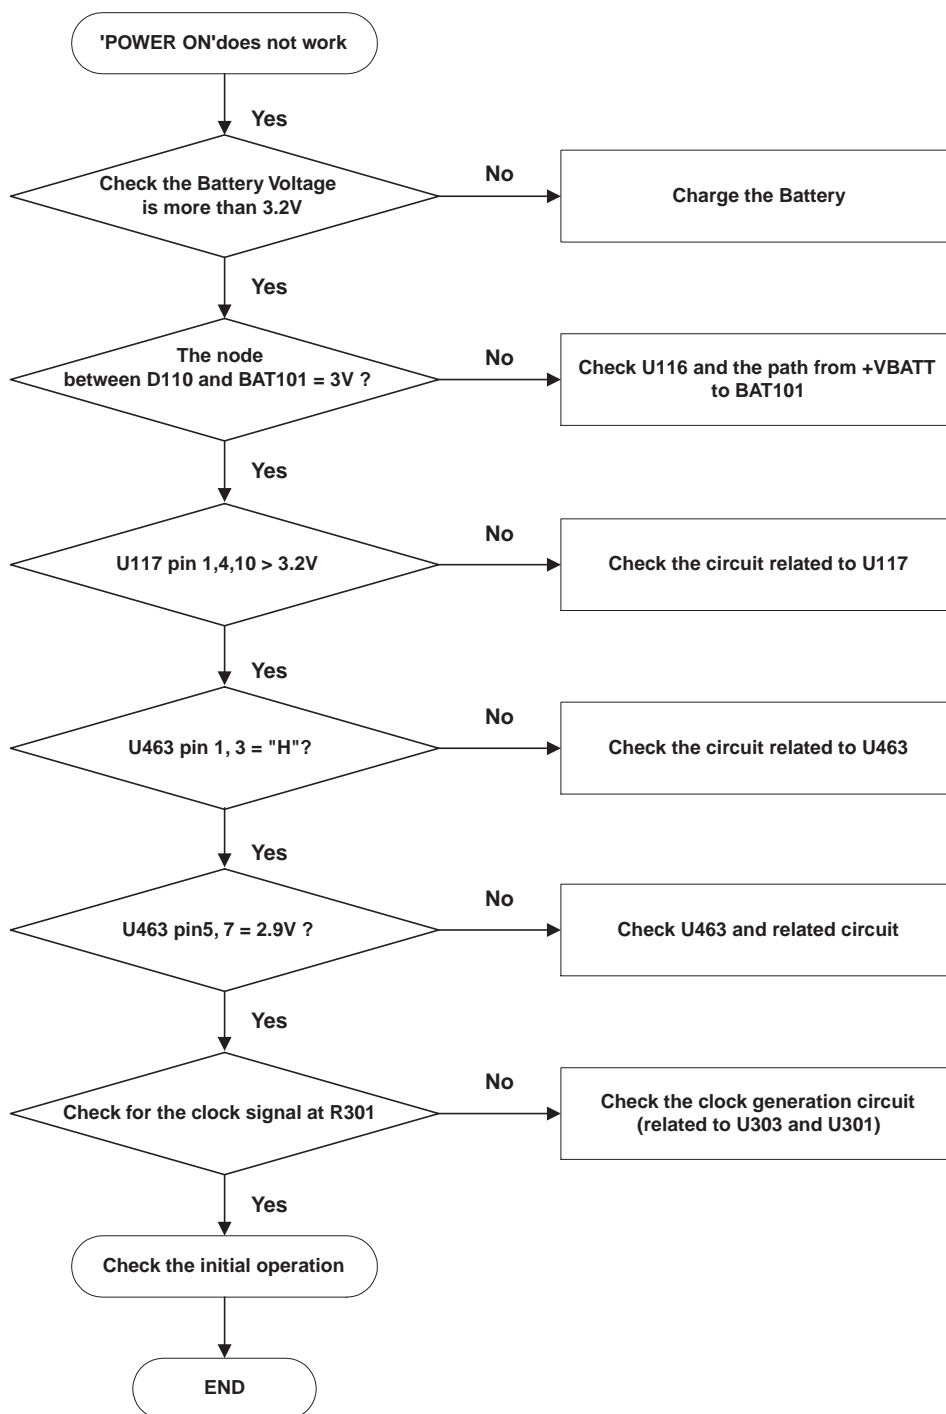 'POWER ON'does not work
Yes
Check the Battery Voltage
is more than 3.2V
No
Charge the Battery
Yes
The node
between D110 and BAT101 = 3V ?
No
Check U116 and the path from +VBATT
to BAT101
Yes
U117 pin 1,4,10 > 3.2V
No
Check the circuit related to U117
Yes
U463 pin 1, 3 = "H"?
No
Check the circuit related to U463
Yes
U463 pin5, 7 = 2.9V ?
No
Check U463 and related circuit
Yes
Check for the clock signal at R301
No
Check the clock generation circuit
(related to U303 and U301)
Yes
Check the initial operation
END